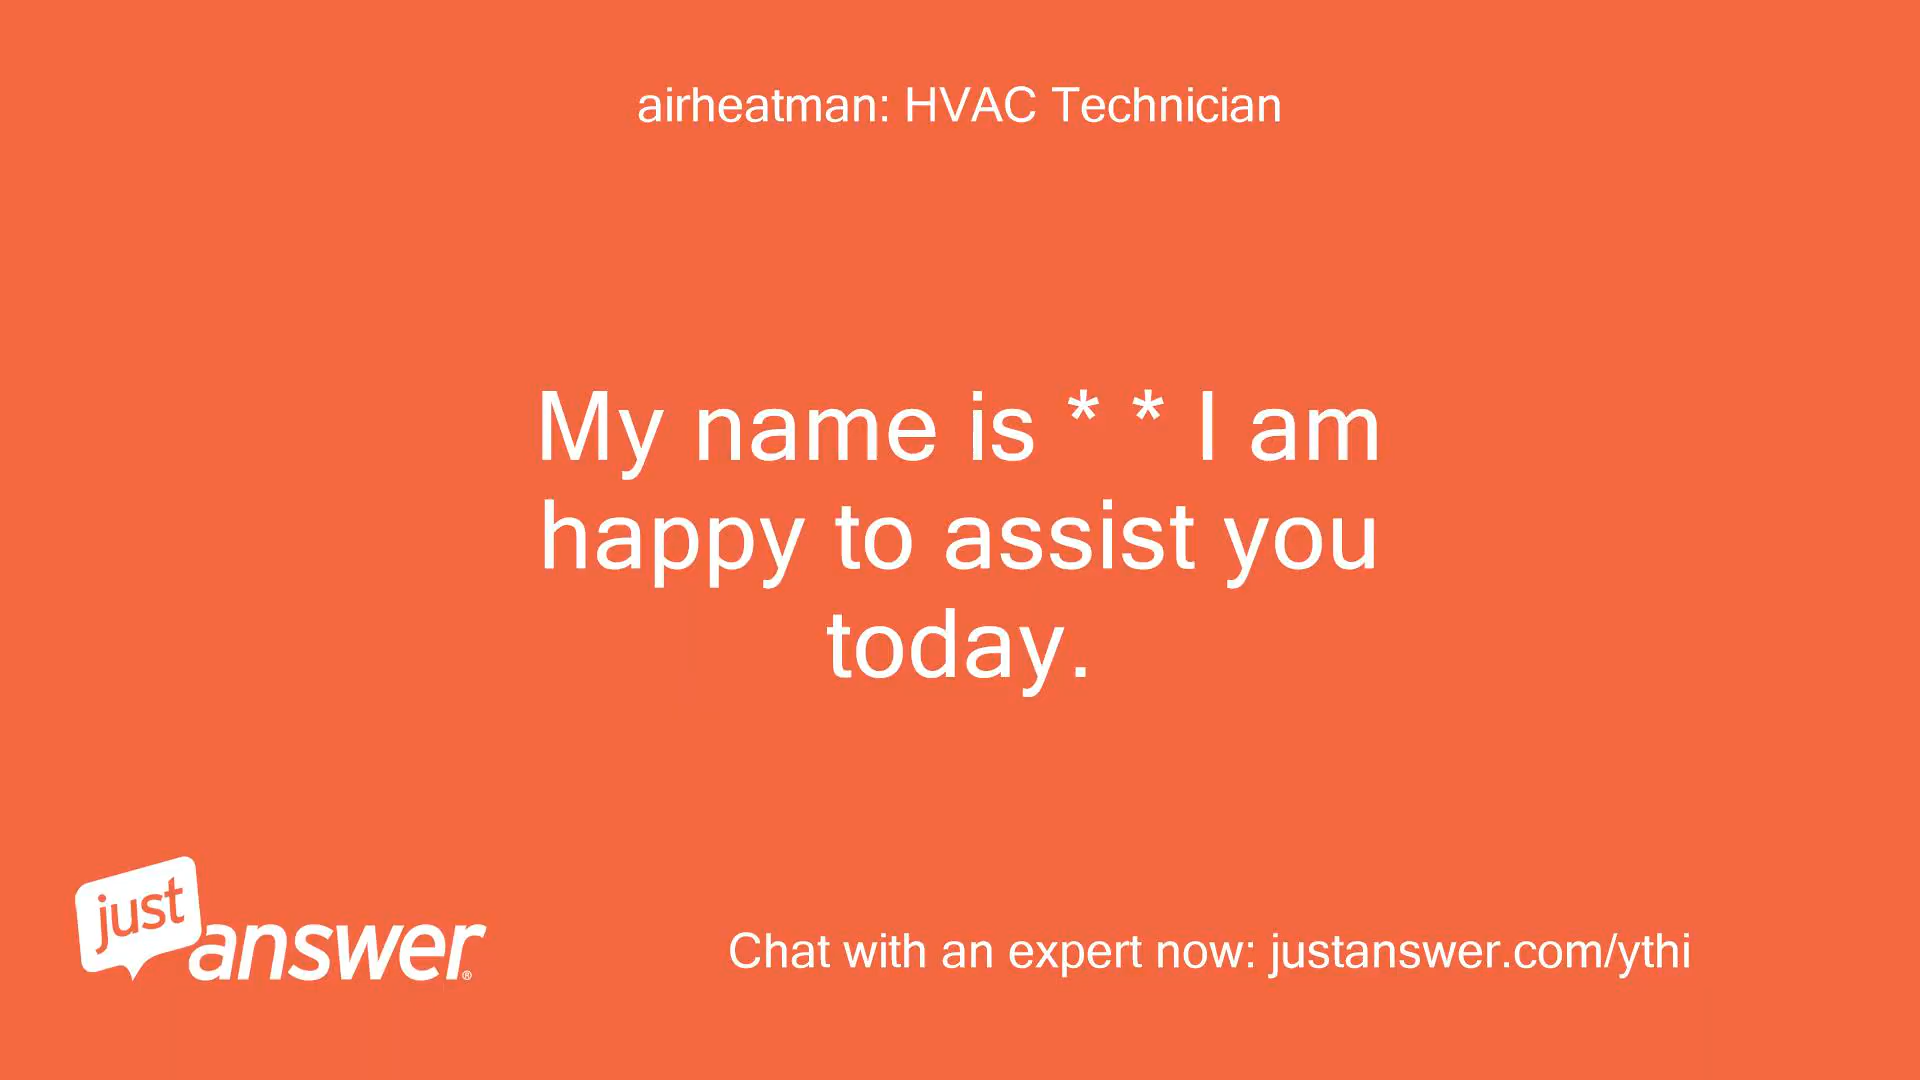 airheatman: HVAC Technician
My name is * * I am
happy to assist you
today.
just
answer®
Chat with an expert now: justanswer.com/ythi